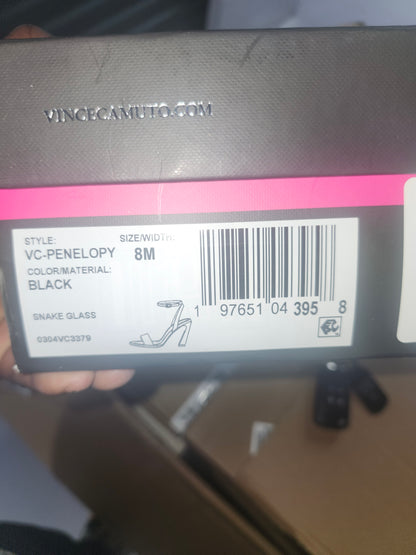 VINCECAMUTO.COM
STYLE: SIZE/WIDTH:
VC-PENELOPY 8M
COLOR/MATERIAL:
BLACK
SNAKE GLASS
0304VC3379
1 97651 04 395 8